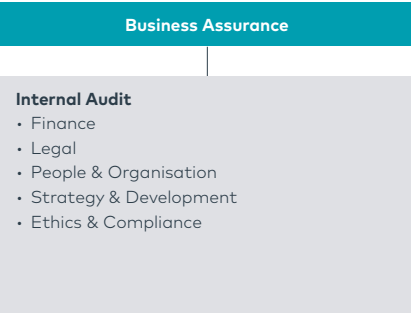 Business Assurance
Internal Audit
• Finance
• Legal
• People & Organisation
• Strategy & Development
• Ethics & Compliance